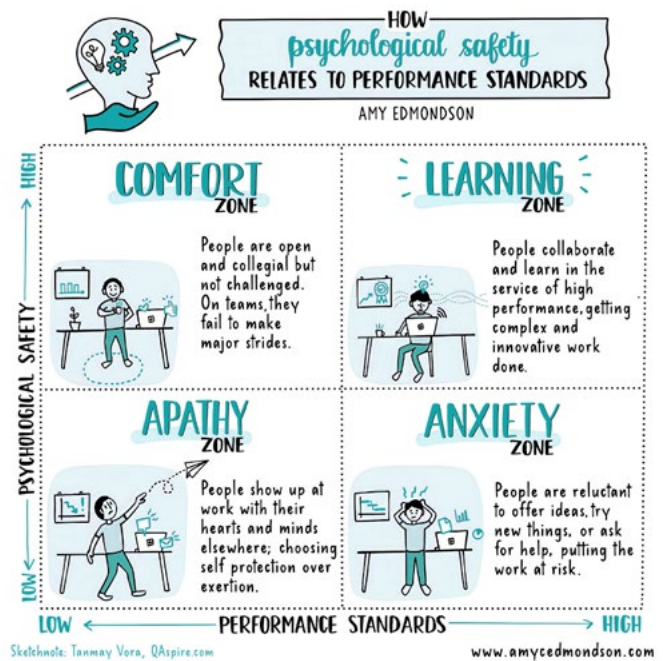 HOW
psychological safety
RELATES TO PERFORMANCE STANDARDS
AMY EDMONDSON
HIGH
PSYCHOLOGICAL SAFETY
LOW
COMFORT
ZONE
People are open
and collegial but
not challenged.
On teams, they
fail to make
major strides.
LEARNING
ZONE
People collaborate
and learn in the
service of high
performance, getting
complex and
innovative work
done.
APATHY
ZONE
People show up at
work with their
hearts and minds
elsewhere; choosing
self protection over
exertion.
ANXIETY
ZONE
People are reluctant
to offer ideas, try
new things, or ask
for help, putting the
work at risk.
LOW
PERFORMANCE STANDARDS
HIGH
Sketchnote: Tanmay Vora, QAspire.com
www.amycedmondson.com